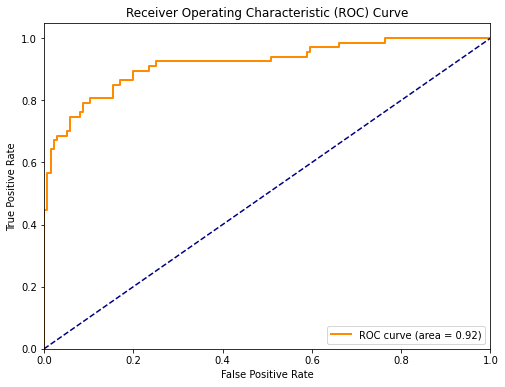 Receiver Operating Characteristic (ROC) Curve
True Positive Rate
1.0
0.8
0.6
0.4
0.2
0.0
0.0 0.2 0.4 0.6 0.8 1.0
False Positive Rate
ROC curve (area = 0.92)